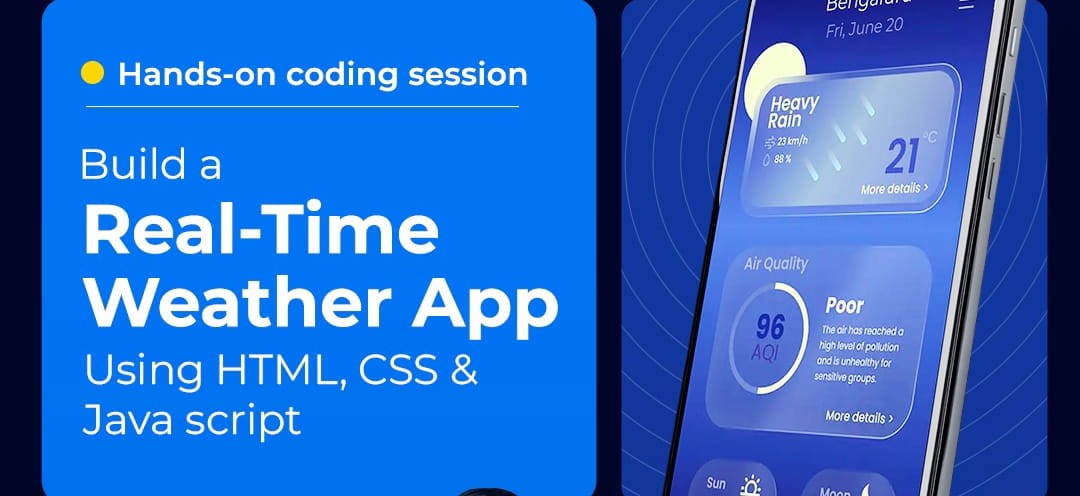 Hands-on coding session
Build a
Real-Time
Weather App
Using HTML, CSS &
Java script
Bengaluru
Fri, June 20
Heavy
Rain
23 km/h
88 %
21 °C
More details ›
Air Quality
96
AQI
Poor
The air has reached a
high level of pollution
and is unhealthy for
sensitive groups.
More details ›
Sun
Moon